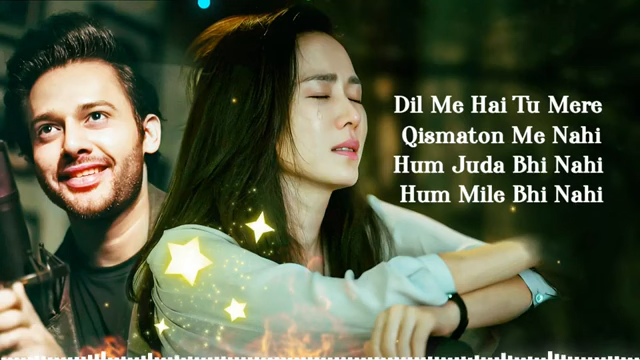 Dil Me Hai Tu Mere
Qismaton Me Nahi
Hum Juda Bhi Nahi
Hum Mile Bhi Nahi